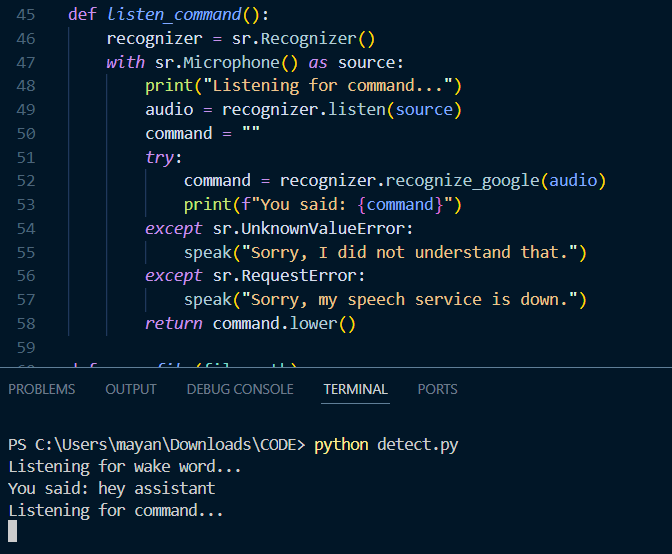 45 def listen_command():
46 recognizer = sr.Recognizer()
47 with sr.Microphone() as source:
48 print("Listening for command...")
49 audio = recognizer.listen(source)
50 command = ""
51 try:
52 command = recognizer.recognize_google(audio)
53 print(f"You said: {command}")
54 except sr.UnknownValueError:
55 speak("Sorry, I did not understand that.")
56 except sr.RequestError:
57 speak("Sorry, my speech service is down.")
58 return command.lower()
59
PROBLEMS OUTPUT DEBUG CONSOLE TERMINAL PORTS
PS C:\Users\mayan\Downloads\CODE> python detect.py
Listening for wake word...
You said: hey assistant
Listening for command...